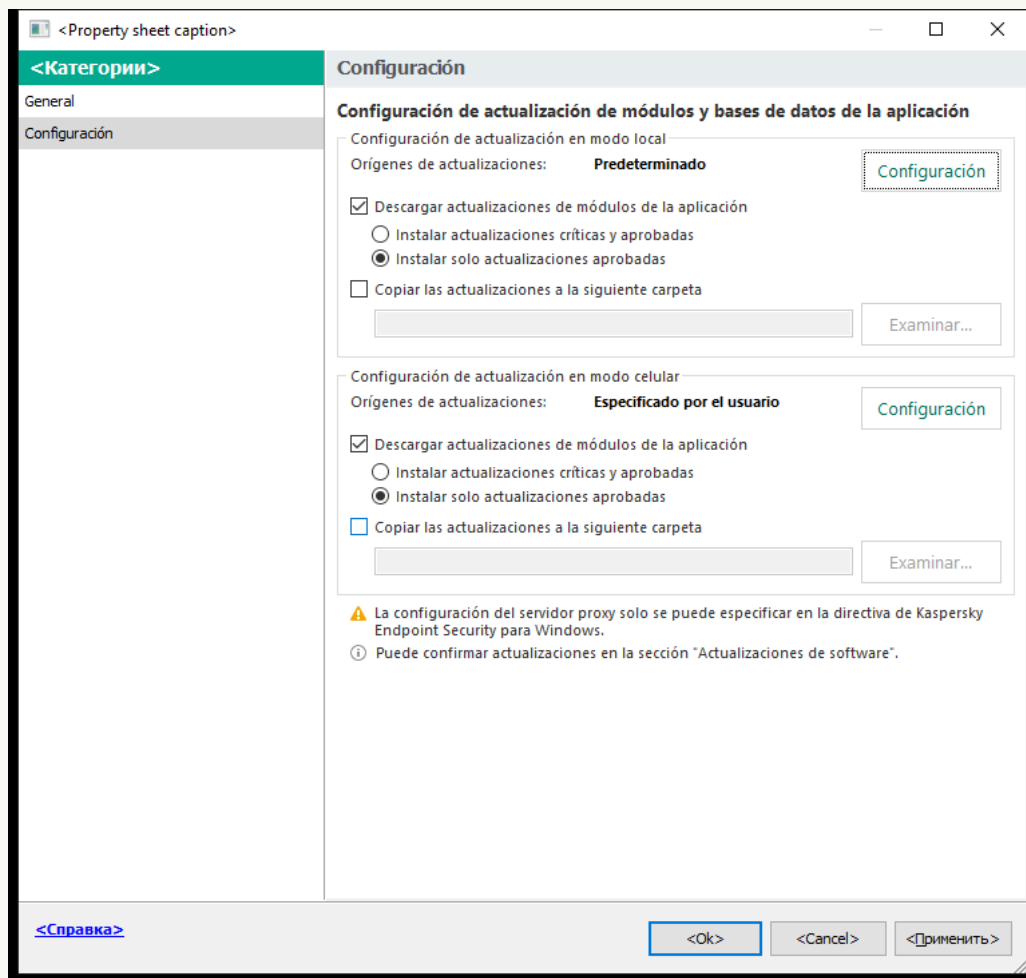 <Property sheet caption>
<Категории>
General
Configuración
Configuración
Configuración de actualización de módulos y bases de datos de la aplicación
Configuración de actualización en modo local
Orígenes de actualizaciones: Predeterminado Configuración
Descargar actualizaciones de módulos de la aplicación
Instalar actualizaciones críticas y aprobadas
Instalar solo actualizaciones aprobadas
Copiar las actualizaciones a la siguiente carpeta
Examinar...
Configuración de actualización en modo celular
Orígenes de actualizaciones: Especificado por el usuario Configuración
Descargar actualizaciones de módulos de la aplicación
Instalar actualizaciones críticas y aprobadas
Instalar solo actualizaciones aprobadas
Copiar las actualizaciones a la siguiente carpeta
Examinar...
La configuración del servidor proxy solo se puede especificar en la directiva de Kaspersky
Endpoint Security para Windows.
Puede confirmar actualizaciones en la sección "Actualizaciones de software".
<Справка>
<Ok> <Cancel> <Применить>